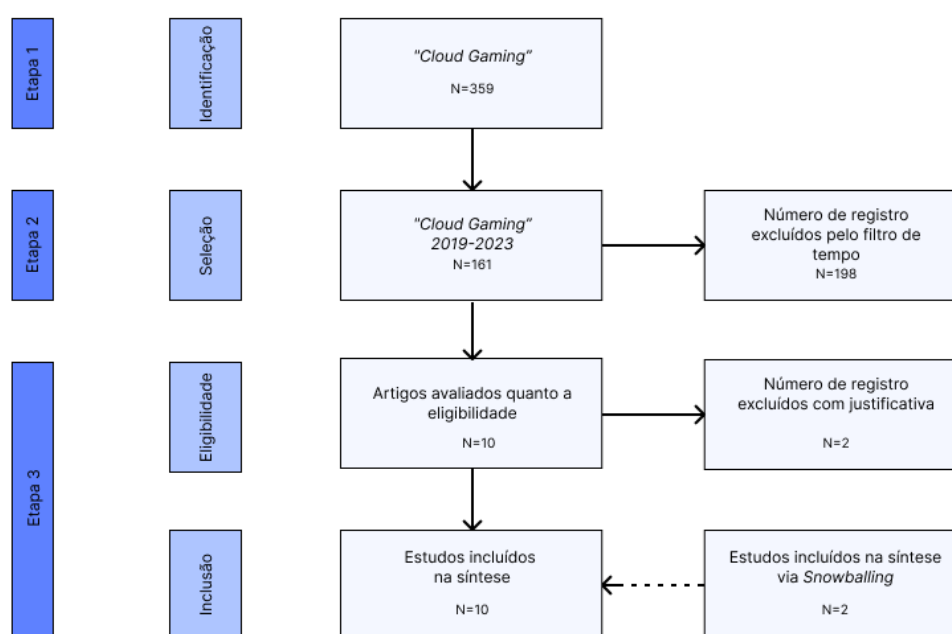 Etapa 1
Identificação
"Cloud Gaming"
N=359
Etapa 2
Seleção
"Cloud Gaming"
2019-2023
N=161
Número de registro
excluídos pelo filtro de
tempo
N=198
Etapa 3
Eligibilidade
Artigos avaliados quanto a
eligibilidade
N=10
Número de registro
excluídos com justificativa
N=2
Inclusão
Estudos incluídos
na síntese
N=10
Estudos incluídos na síntese
via Snowballing
N=2